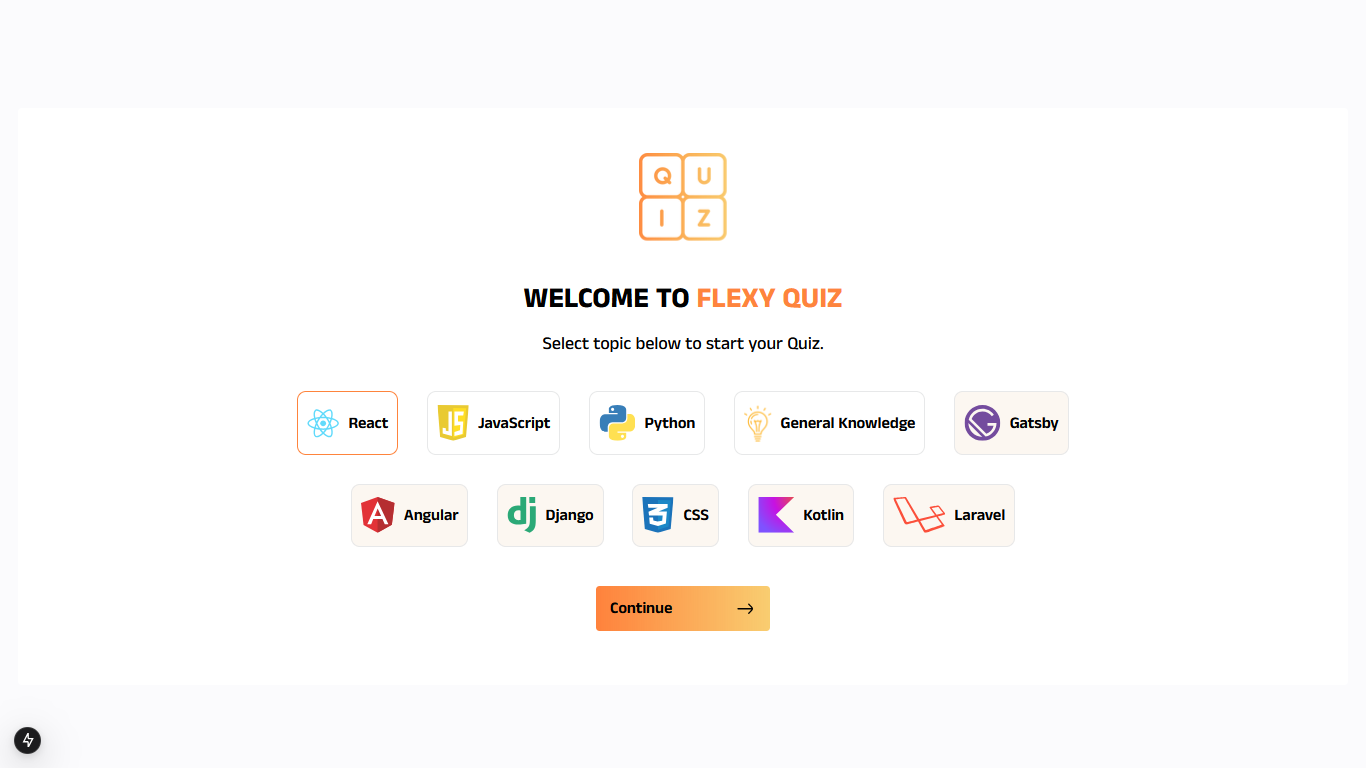 Q U
I Z
WELCOME TO FLEXY QUIZ
Select topic below to start your Quiz.
React JS JavaScript Python General Knowledge Gatsby
A Angular dj Django 3 CSS Kotlin Laravel
Continue